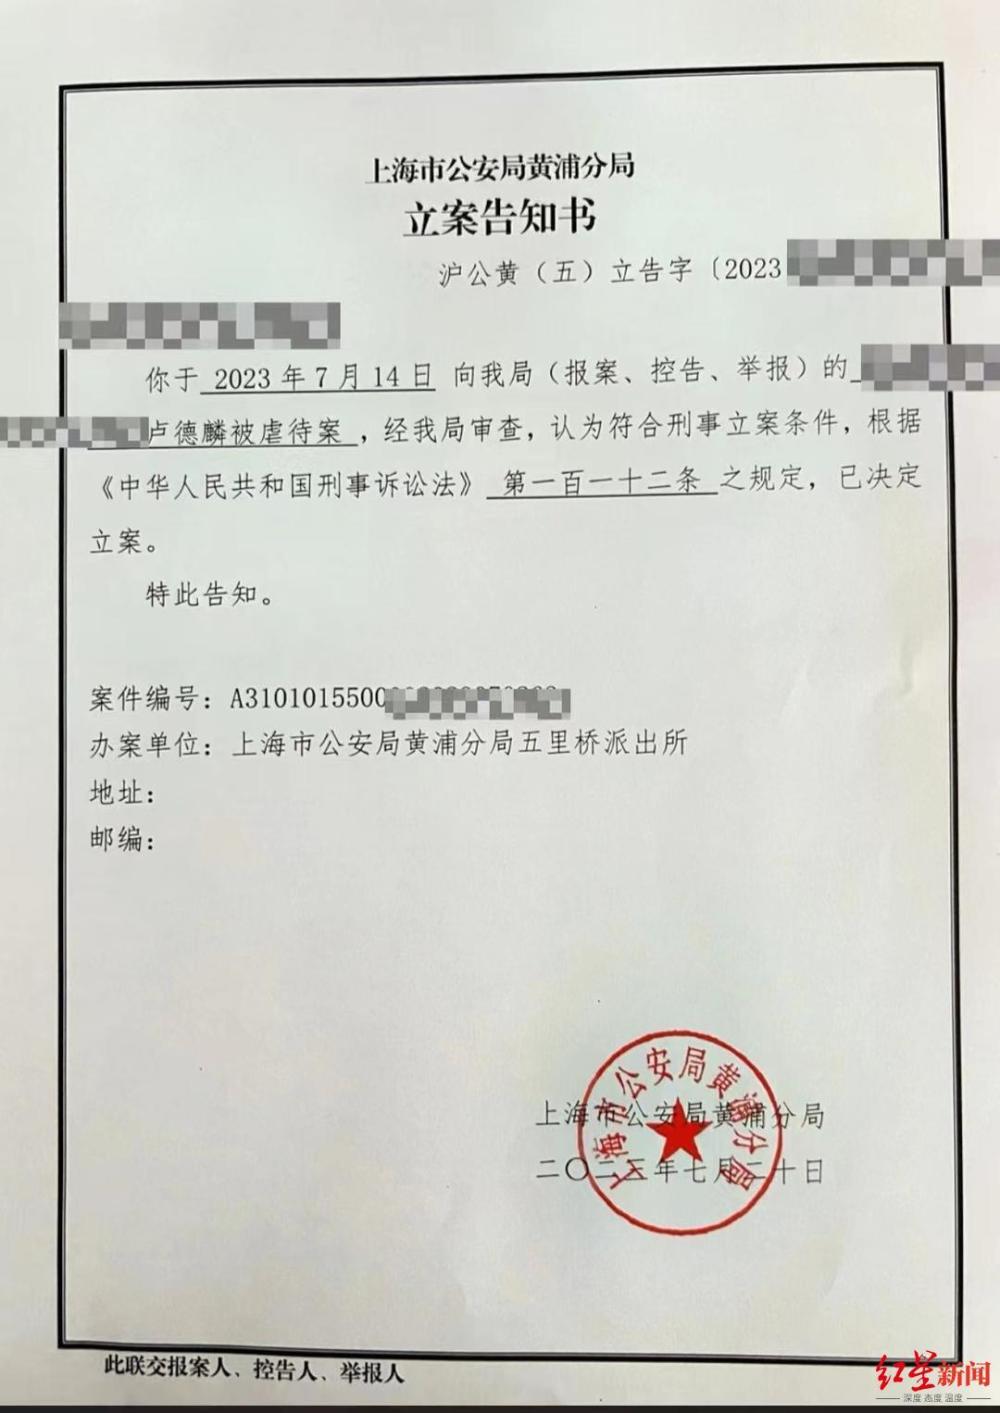 上海市公安局黄浦分局
立案告知书
沪公黄（五）立告字〔2023
你于 2023 年 7 月 14 日 向我局（报案、控告、举报）的
卢德麟被虐待案 ，经我局审查，认为符合刑事立案条件，根据
《中华人民共和国刑事诉讼法》 第一百一十二条 之规定，已决定
立案。
特此告知。
案件编号：A3101015500
办案单位：上海市公安局黄浦分局五里桥派出所
地址：
邮编：
上海市公安局黄浦分局
上海市公安局黄浦分局
二〇二三年七月二十日
此联交报案人、控告人、举报人
红星新闻
深度 态度 温度